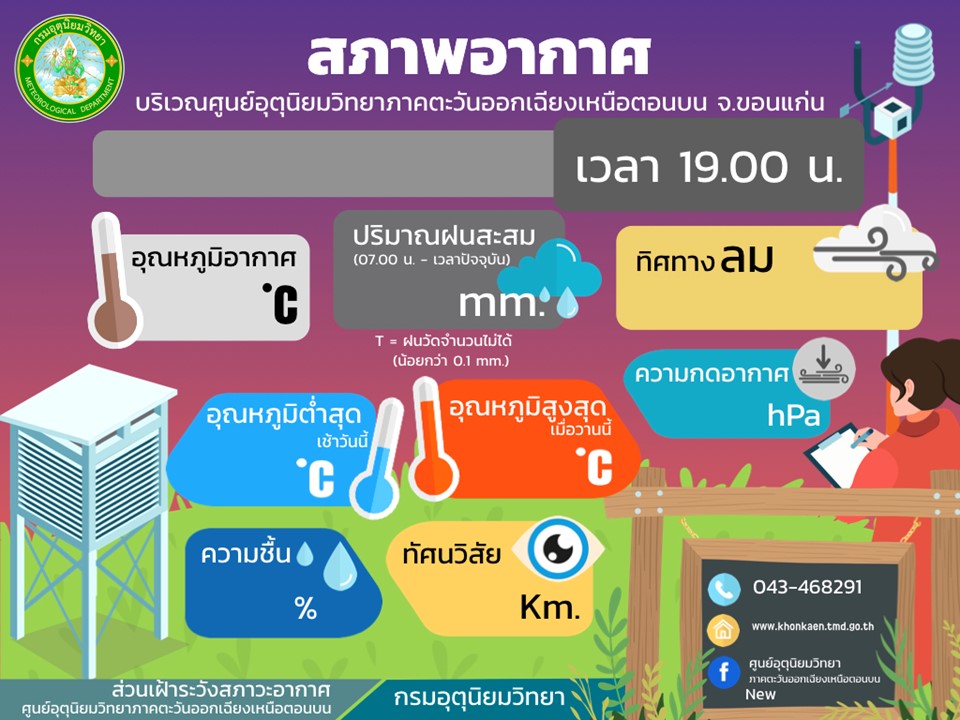 กรมอุตุนิยมวิทยา
METEOROLOGICAL DEPARTMENT
สภาพอากาศ
บริเวณศูนย์อุตุนิยมวิทยาภาคตะวันออกเฉียงเหนือตอนบน จ.ขอนแก่น
เวลา 19.00 น.
อุณหภูมิอากาศ
°C
ปริมาณฝนสะสม
(07.00 น. - เวลาปัจจุบัน)
mm.
T = ฝนวัดจำนวนไม่ได้
(น้อยกว่า 0.1 mm.)
ทิศทาง ลม
ความกดอากาศ
hPa
อุณหภูมิต่ำสุด
เช้าวันนี้
°C
อุณหภูมิสูงสุด
เมื่อวานนี้
°C
ความชื้น
%
ทัศนวิสัย
Km.
043-468291
www.khonkaen.tmd.go.th
ศูนย์อุตุนิยมวิทยา
ภาคตะวันออกเฉียงเหนือตอนบน
New
ส่วนเฝ้าระวังสภาวะอากาศ
ศูนย์อุตุนิยมวิทยาภาคตะวันออกเฉียงเหนือตอนบน
กรมอุตุนิยมวิทยา